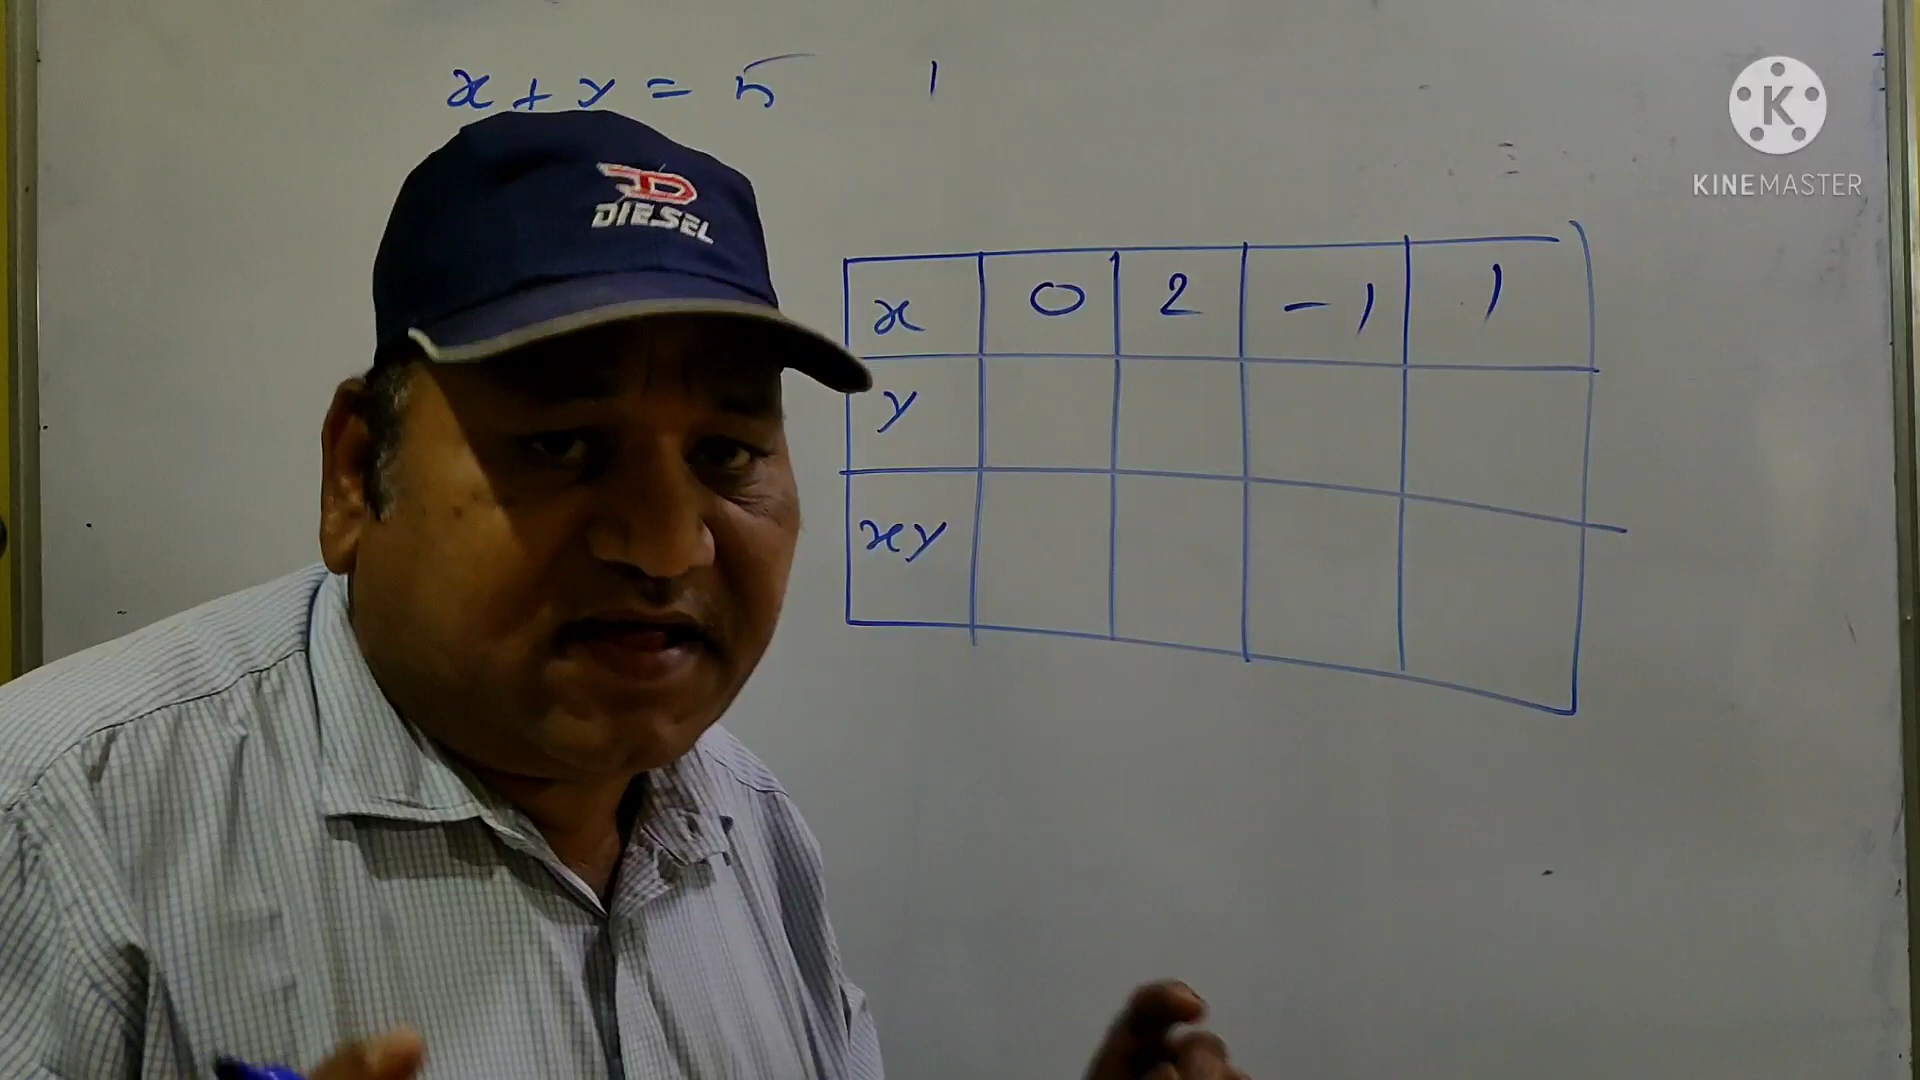 x + y = 5 1
DIESEL
K
KINEMASTER
x 0 2 -1 1
y
xy